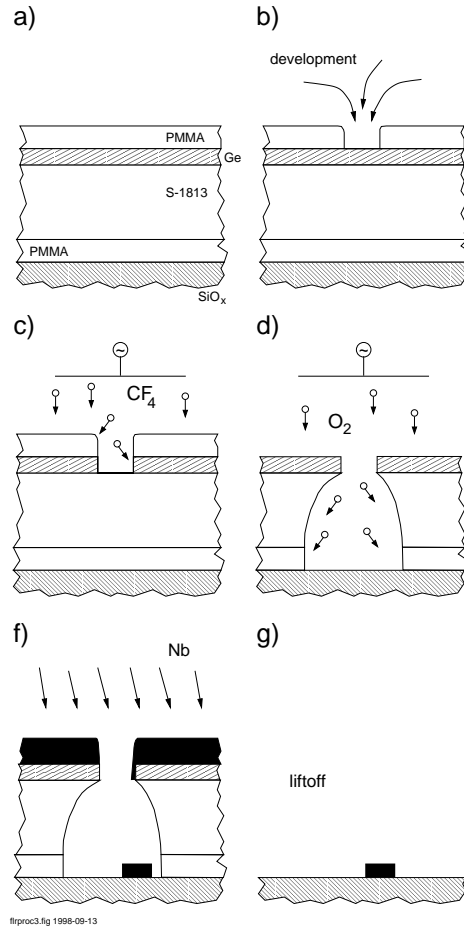 a)
PMMA
Ge
S-1813
PMMA
SiOx
b)
development
c)
~
CF4
d)
~
O2
f)
Nb
g)
liftoff
flrproc3.fig 1998-09-13